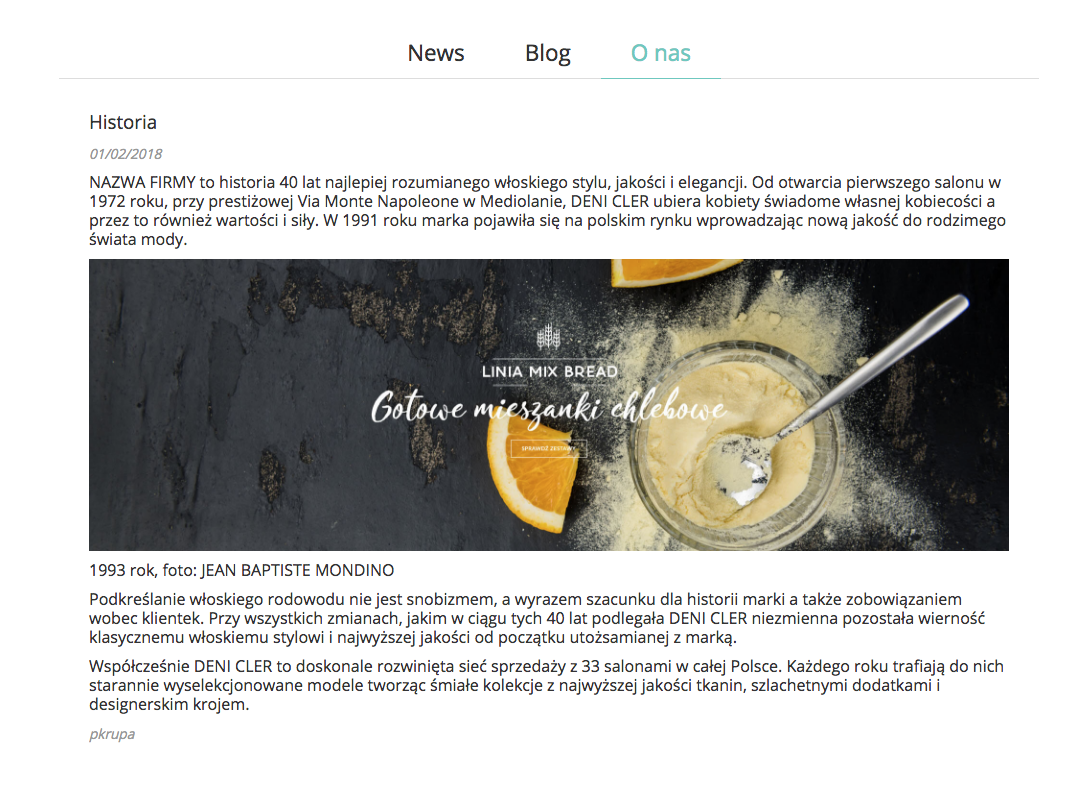 News Blog O nas
Historia
01/02/2018
NAZWA FIRMY to historia 40 lat najlepiej rozumianego włoskiego stylu, jakości i elegancji. Od otwarcia pierwszego salonu w
1972 roku, przy prestiżowej Via Monte Napoleone w Mediolanie, DENI CLER ubiera kobiety świadome własnej kobiecości a
przez to również wartości i siły. W 1991 roku marka pojawiła się na polskim rynku wprowadzając nową jakość do rodzimego
świata mody.
LINIA MIX BREAD
Gotowe mieszanki chlebowe
SPRAWDŹ ZESTAWY
1993 rok, foto: JEAN BAPTISTE MONDINO
Podkreślanie włoskiego rodowodu nie jest snobizmem, a wyrazem szacunku dla historii marki a także zobowiązaniem
wobec klientek. Przy wszystkich zmianach, jakim w ciągu tych 40 lat podlegała DENI CLER niezmienna pozostała wierność
klasycznemu włoskiemu stylowi i najwyższej jakości od początku utożsamianej z marką.
Współcześnie DENI CLER to doskonale rozwinięta sieć sprzedaży z 33 salonami w całej Polsce. Każdego roku trafiają do nich
starannie wyselekcjonowane modele tworząc śmiałe kolekcje z najwyższej jakości tkanin, szlachetnymi dodatkami i
designerskim krojem.
pkrupa